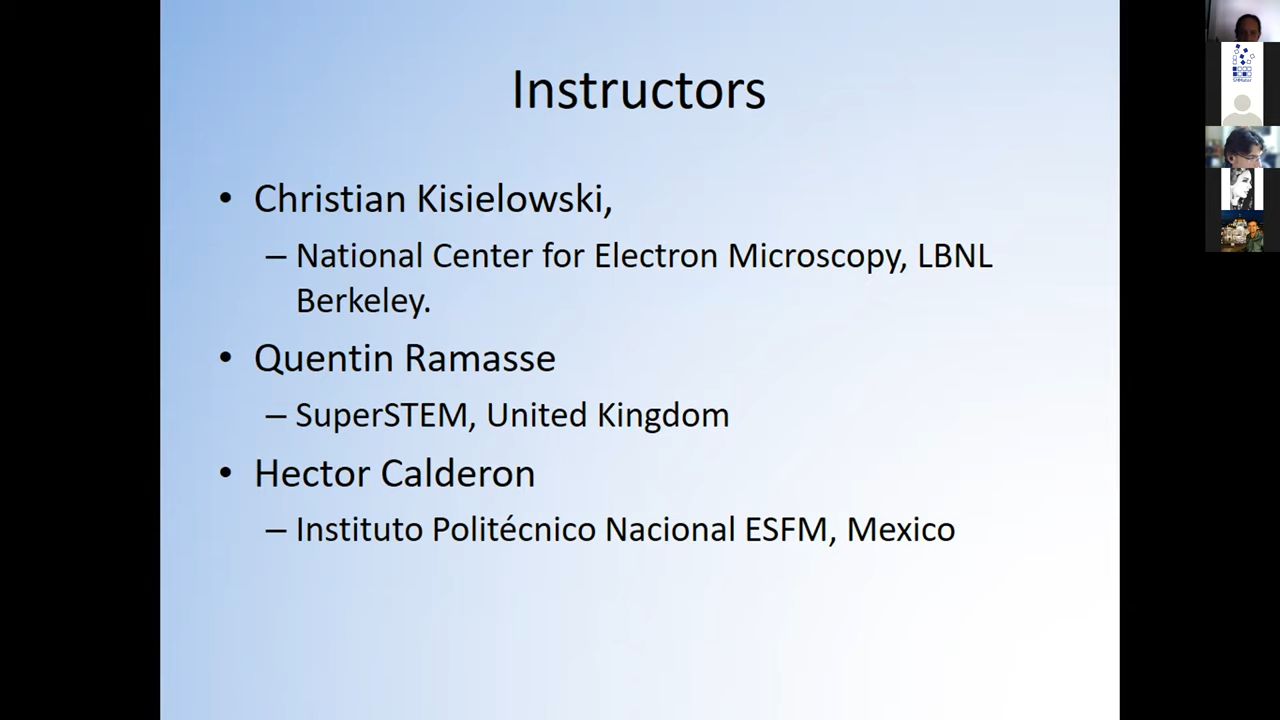 Instructors
• Christian Kisielowski,
– National Center for Electron Microscopy, LBNL
Berkeley.
• Quentin Ramasse
– SuperSTEM, United Kingdom
• Hector Calderon
– Instituto Politécnico Nacional ESFM, Mexico